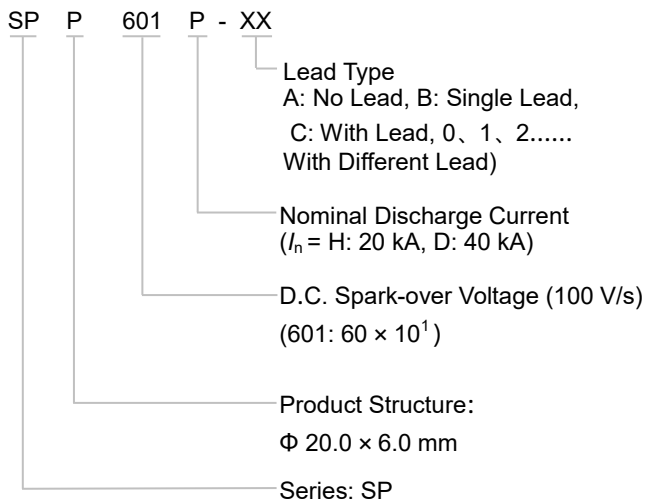 SP P 601 P - XX
Lead Type
A: No Lead, B: Single Lead,
C: With Lead, 0、1、2......
With Different Lead)
Nominal Discharge Current
(Iₙ = H: 20 kA, D: 40 kA)
D.C. Spark-over Voltage (100 V/s)
(601: 60 × 10¹)
Product Structure:
Φ 20.0 × 6.0 mm
Series: SP